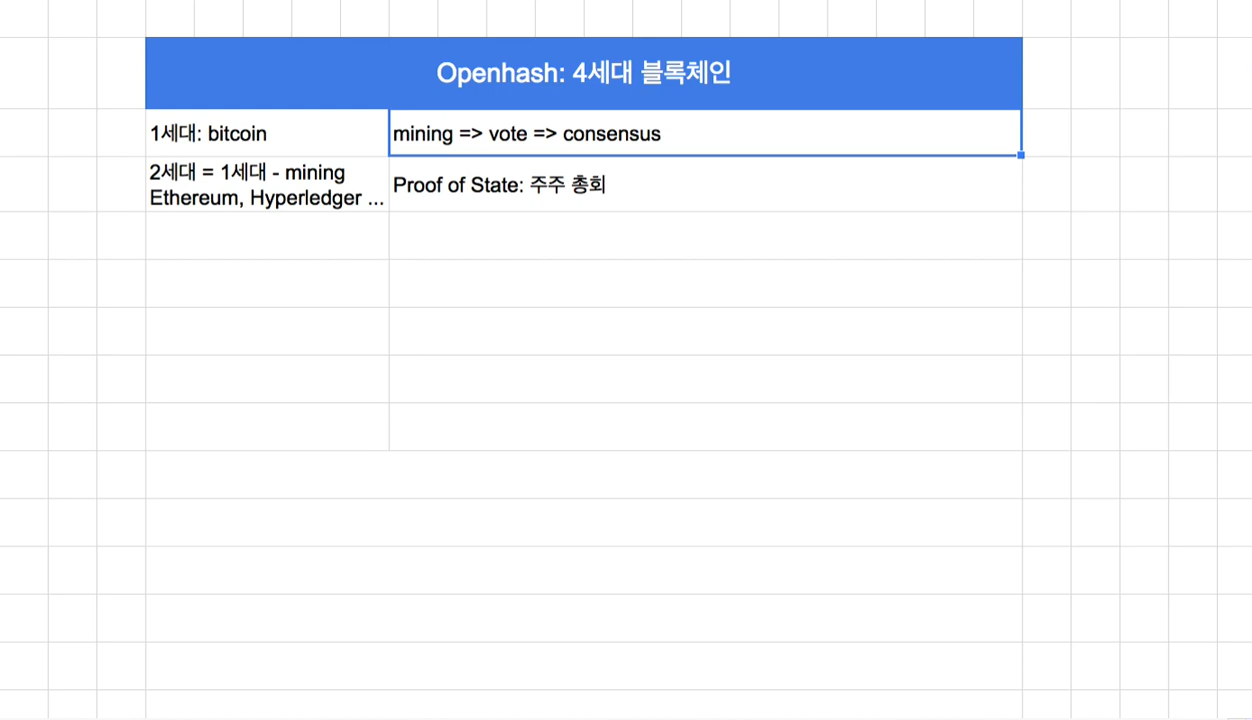 Openhash: 4세대 블록체인
1세대: bitcoin
mining => vote => consensus
2세대 = 1세대 - mining
Ethereum, Hyperledger ...
Proof of State: 주주 총회